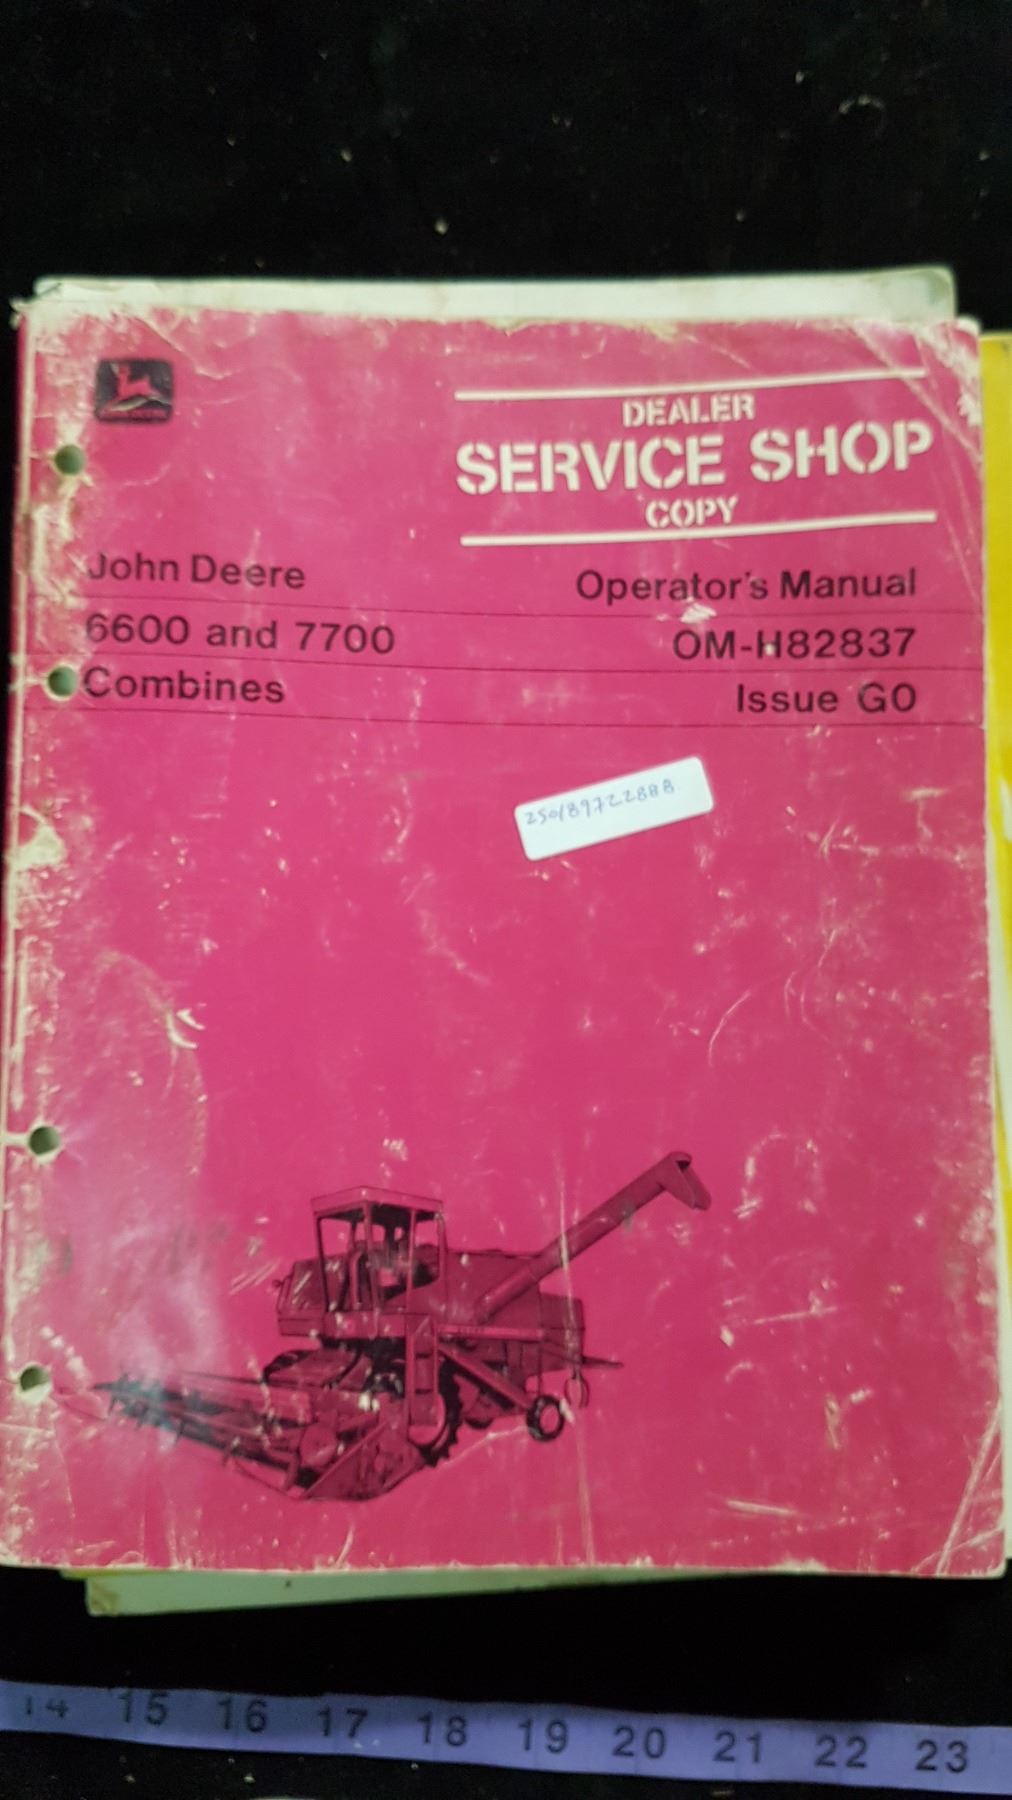 DEALER
SERVICE SHOP
COPY
John Deere
6600 and 7700
Combines
Operator's Manual
OM-H82837
Issue G0
250189722888
14 15 16 17 18 19 20 21 22 23